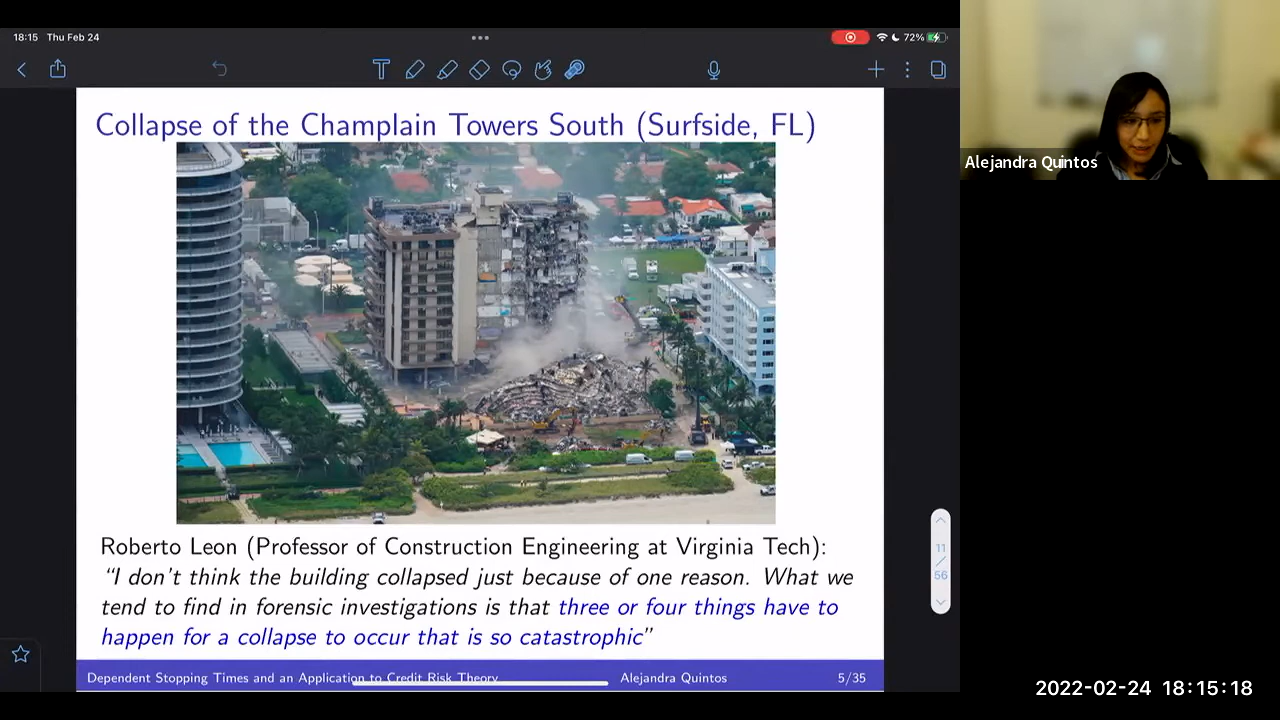 18:15 Thu Feb 24
72%
Collapse of the Champlain Towers South (Surfside, FL)
Alejandra Quintos
11
56
Roberto Leon (Professor of Construction Engineering at Virginia Tech):
“I don’t think the building collapsed just because of one reason. What we
tend to find in forensic investigations is that three or four things have to
happen for a collapse to occur that is so catastrophic”
Dependent Stopping Times and an Application to Credit Risk Theory
Alejandra Quintos
5/35
2022-02-24 18:15:18